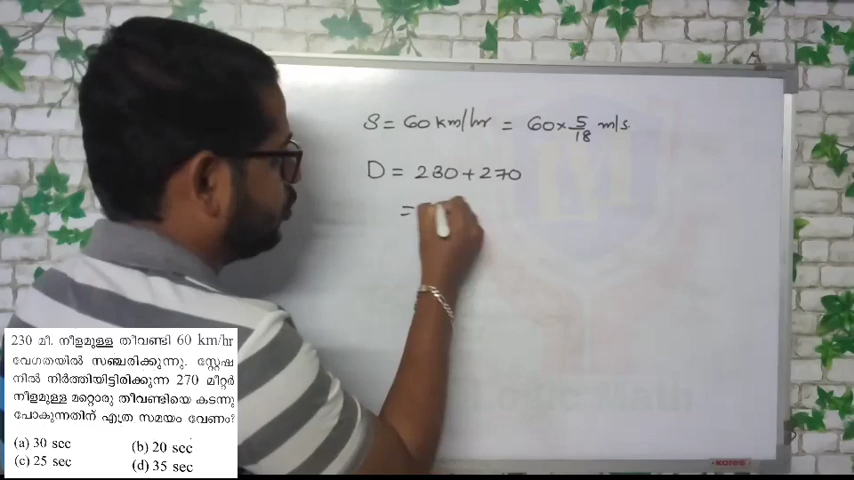 S = 60 km/hr = 60 × 5/18 m/s
D = 230 + 270
=
230 മീ. നീളമുള്ള തീവണ്ടി 60 km/hr
വേഗതയിൽ സഞ്ചരിക്കുന്നു. സ്റ്റേഷ
നിൽ നിർത്തിയിട്ടിരിക്കുന്ന 270 മീറ്റർ
നീളമുള്ള മറ്റൊരു തീവണ്ടിയെ കടന്നു
പോകുന്നതിന് എത്ര സമയം വേണം?
(a) 30 sec (b) 20 sec
(c) 25 sec (d) 35 sec
kores